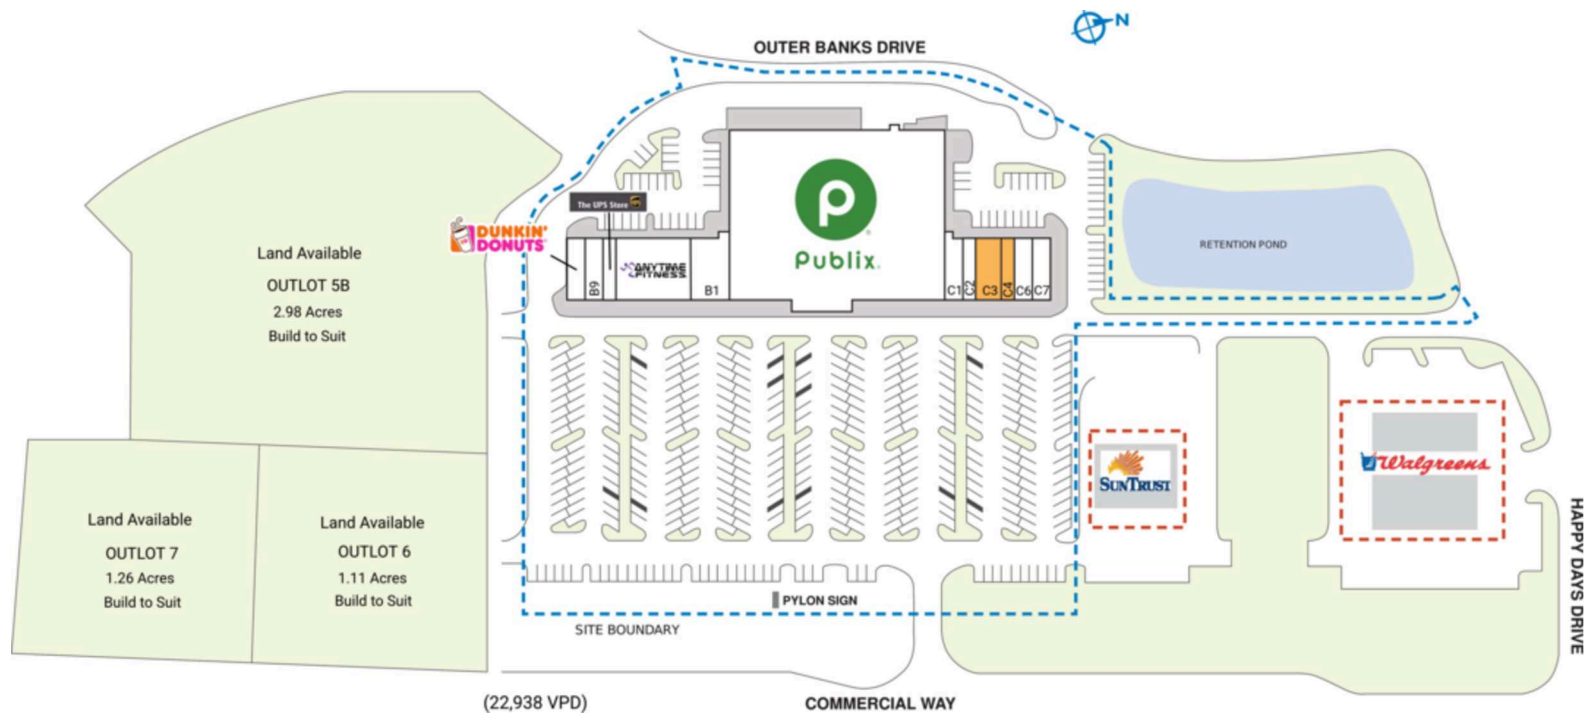 N
OUTER BANKS DRIVE
Land Available
OUTLOT 5B
2.98 Acres
Build to Suit
The UPS Store
DUNKIN'
DONUTS
B9
ANYTIME
FITNESS
B1
Publix.
C1
C2
C3
C4
C6
C7
RETENTION POND
SUNTRUST
Walgreens
Land Available
OUTLOT 7
1.26 Acres
Build to Suit
Land Available
OUTLOT 6
1.11 Acres
Build to Suit
PYLON SIGN
SITE BOUNDARY
HAPPY DAYS DRIVE
(22,938 VPD)
COMMERCIAL WAY